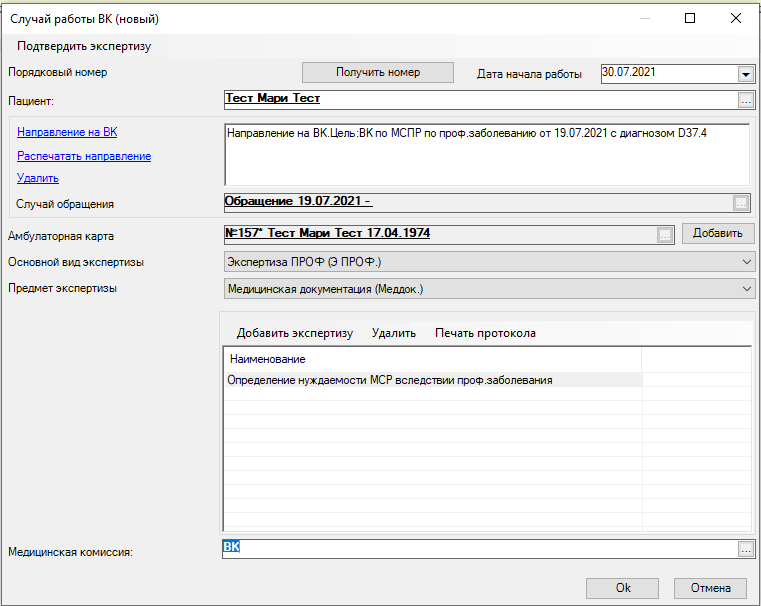 Случай работы ВК (новый)
Подтвердить экспертизу
Порядковый номер
Получить номер
Дата начала работы
30.07.2021
Пациент:
Тест Мари Тест
...
Направление на ВК
Направление на ВК.Цель:ВК по МСПР по проф.заболеванию от 19.07.2021 с диагнозом D37.4
Распечатать направление
Удалить
Случай обращения
Обращение 19.07.2021 -
...
Амбулаторная карта
№157* Тест Мари Тест 17.04.1974
...
Добавить
Основной вид экспертизы
Экспертиза ПРОФ (Э ПРОФ.)
Предмет экспертизы
Медицинская документация (Меддок.)
Добавить экспертизу Удалить Печать протокола
Наименование
Определение нуждаемости МСР вследствии проф.заболевания
Медицинская комиссия:
ВК
...
Ok
Отмена